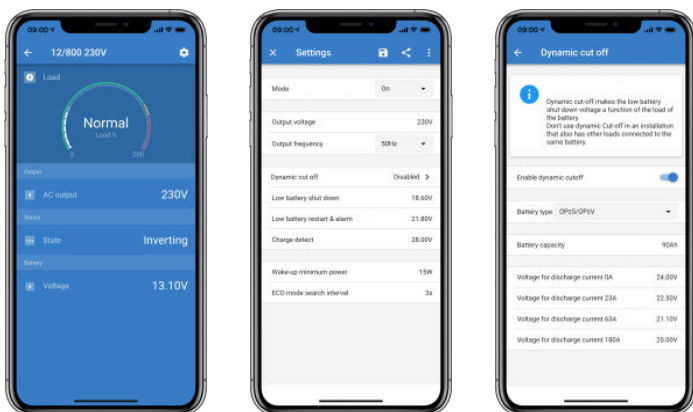 09:00
12/800 230V
Load
Normal
Load %
0
200
Output
AC output
230V
Status
State
Inverting
Battery
Voltage
13.10V
09:00
Settings
Mode
On
Output voltage
230V
Output frequency
50Hz
Dynamic cut off
Disabled
Low battery shut down
18.60V
Low battery restart & alarm
21.80V
Charge detect
28.00V
Wake-up minimum power
15W
ECO mode search interval
3s
09:00
Dynamic cut off
Dynamic cut-off makes the low battery
shut down voltage a function of the load of
the battery.
Don't use dynamic Cut-off in an installation
that also has other loads connected to the
same battery.
Enable dynamic cutoff
Battery type
OPzS/OPzV
Battery capacity
90Ah
Voltage for discharge current 0A
24.00V
Voltage for discharge current 23A
22.50V
Voltage for discharge current 63A
21.10V
Voltage for discharge current 180A
20.00V